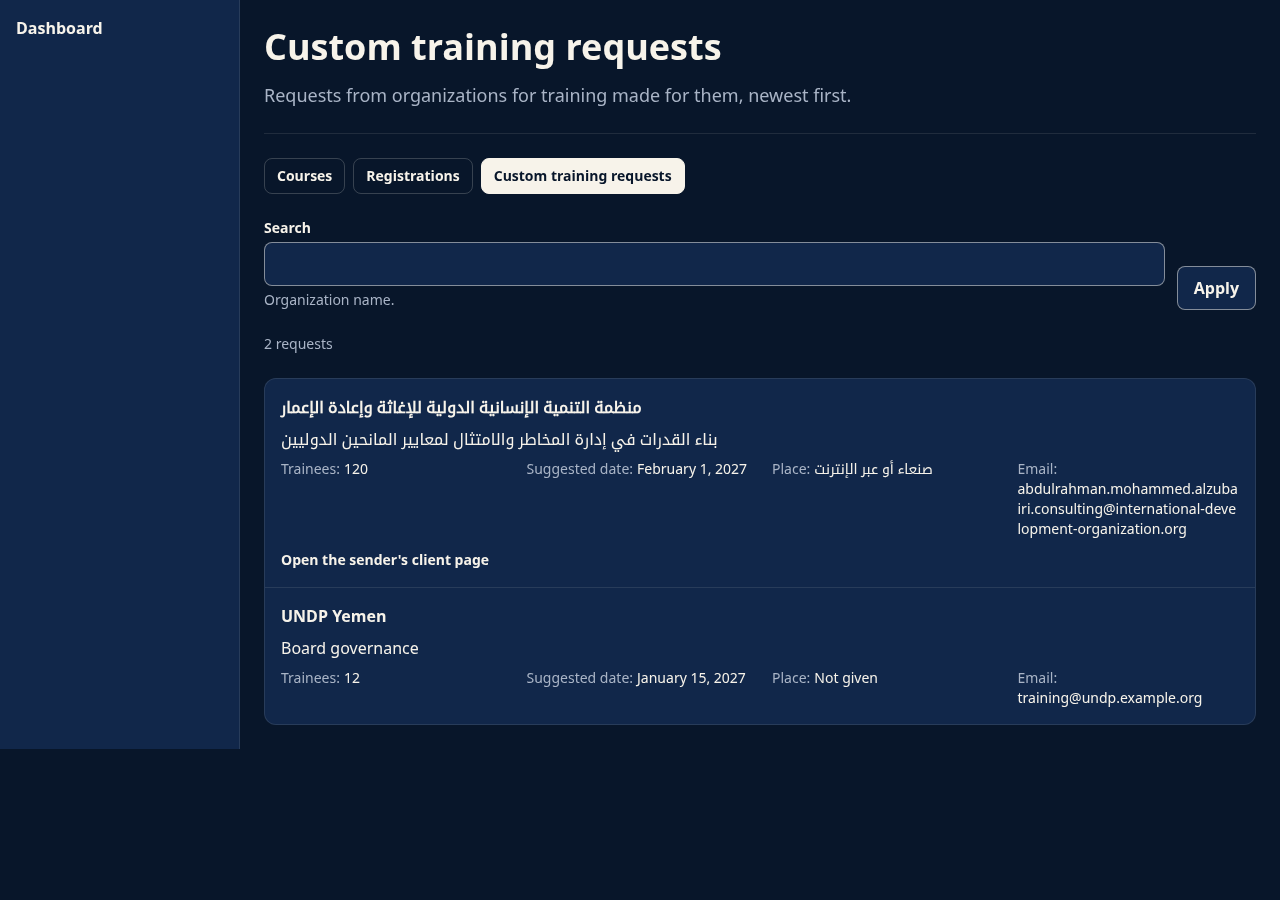 Dashboard
Custom training requests
Requests from organizations for training made for them, newest first.
Courses
Registrations
Custom training requests
Search
Organization name.
Apply
2 requests
منظمة التنمية الإنسانية الدولية للإغاثة وإعادة الإعمار
بناء القدرات في إدارة المخاطر والامتثال لمعايير المانحين الدوليين
Trainees: 120
Suggested date: February 1, 2027
Place: صنعاء أو عبر الإنترنت
Email:
abdulrahman.mohammed.alzuba
iri.consulting@international-deve
lopment-organization.org
Open the sender's client page
UNDP Yemen
Board governance
Trainees: 12
Suggested date: January 15, 2027
Place: Not given
Email:
training@undp.example.org